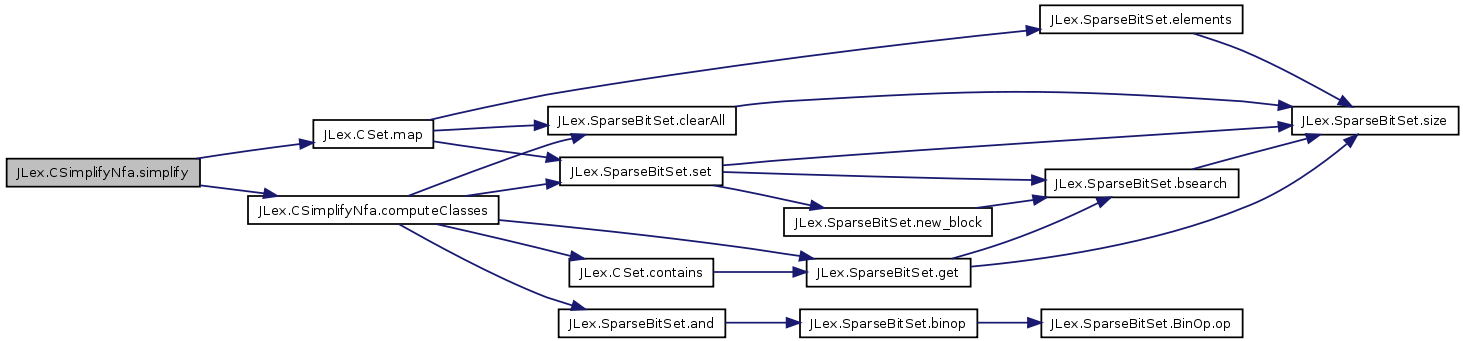 JLex.SparseBitSet.elements
JLex.SparseBitSet.clearAll
JLex.SparseBitSet.size
JLex.CSet.map
JLex.CSimplifyNfa.simplify
JLex.SparseBitSet.set
JLex.SparseBitSet.bsearch
JLex.CSimplifyNfa.computeClasses
JLex.SparseBitSet.new_block
JLex.CSet.contains
JLex.SparseBitSet.get
JLex.SparseBitSet.and
JLex.SparseBitSet.binop
JLex.SparseBitSet.BinOp.op